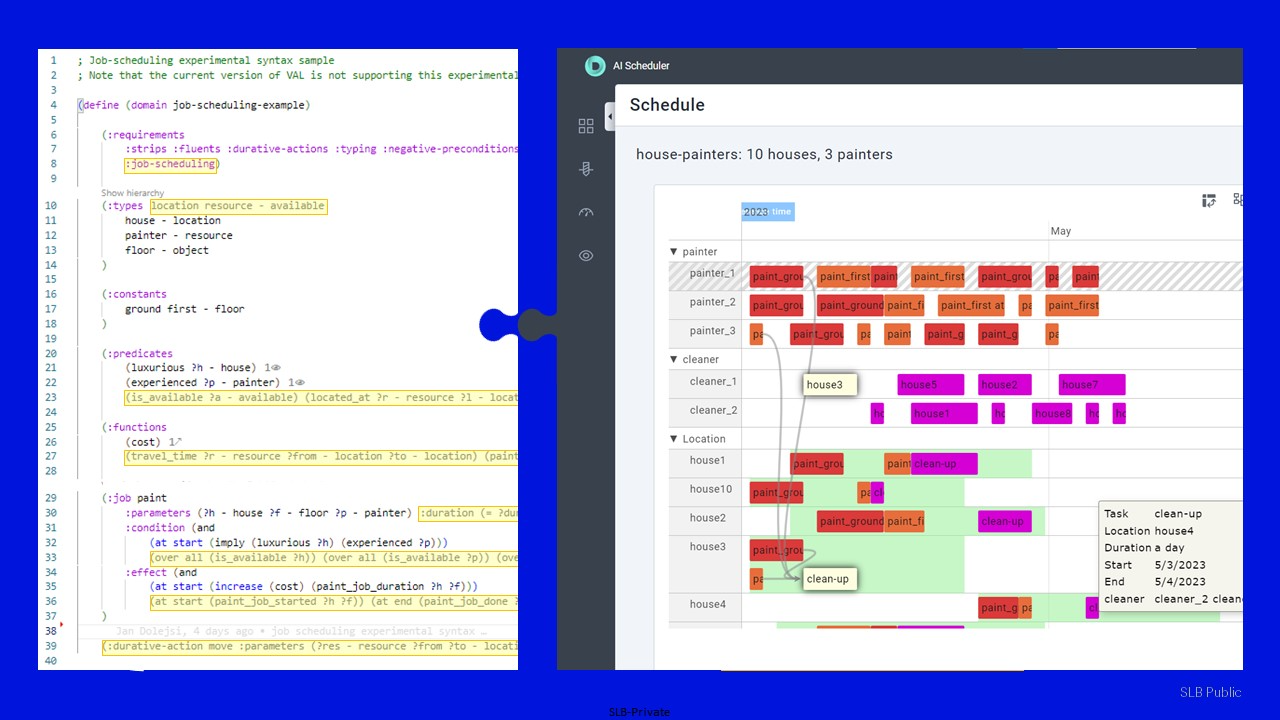 1 ; Job-scheduling experimental syntax sample
2 ; Note that the current version of VAL is not supporting this experimental
3
4 (define (domain job-scheduling-example)
5
6 (:requirements
7 :strips :fluents :durative-actions :typing :negative-preconditions
8 :job-scheduling)
9
Show hierarchy
10 (:types location resource - available
11 house - location
12 painter - resource
13 floor - object
14 )
15
16 (:constants
17 ground first - floor
18 )
19
20 (:predicates
21 (luxurious ?h - house) 1
22 (experienced ?p - painter) 1
23 (is_available ?a - available) (located_at ?r - resource ?l - locat
24
25 (:functions
26 (cost) 1
27 (travel_time ?r - resource ?from - location ?to - location) (paint
28
29 (:job paint
30 :parameters (?h - house ?f - floor ?p - painter) :duration (= ?du
31 :condition (and
32 (at start (imply (luxurious ?h) (experienced ?p)))
33 (over all (is_available ?h)) (over all (is_available ?p)) (ove
34 :effect (and
35 (at start (increase (cost) (paint_job_duration ?h ?f)))
36 (at start (paint_job_started ?h ?f)) (at end (paint_job_done ?
37 )
38 Jan Dolejsi, 4 days ago • job scheduling experimental syntax …
39 (:durative-action move :parameters (?res - resource ?from ?to - locati
40
AI Scheduler
Schedule
house-painters: 10 houses, 3 painters
2023 time
May
▼ painter
painter_1 paint_grou paint_first paint paint_first paint_grou pa paint
painter_2 paint_grou paint_ground paint_fi paint_first at pa paint_first
painter_3 pa paint_grou pa paint paint_g paint_g pa
▼ cleaner
cleaner_1 house3 house5 house2 house7
cleaner_2 ho house1 ho house8 ho ho
▼ Location
house1 paint_grou paint clean-up
house10 paint_grou pa cl
house2 paint_ground paint_fi clean-up
house3 paint_grou
pa clean-up
house4 paint_g pa cl
Task clean-up
Location house4
Duration a day
Start 5/3/2023
End 5/4/2023
cleaner cleaner_2 clean
SLB Public
SLB-Private